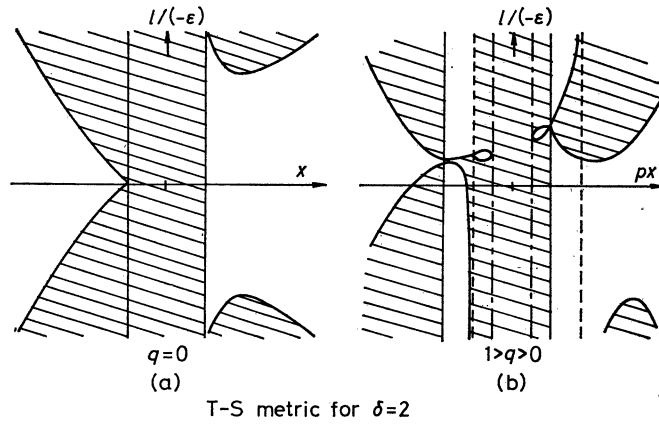 l/(-ε)
x
q=0
(a)
l/(-ε)
px
1>q>0
(b)
T-S metric for δ=2